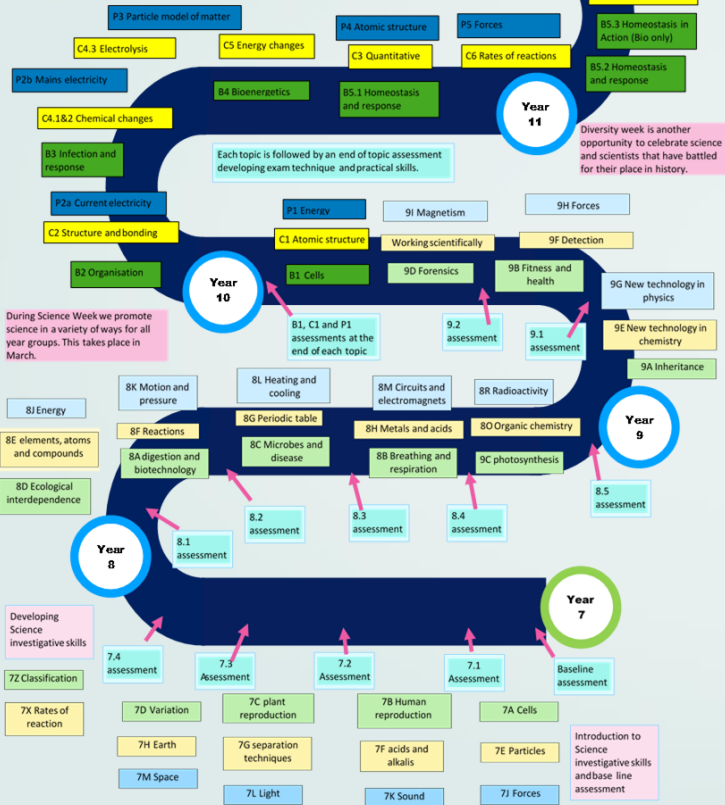 P3 Particle model of matter
P4 Atomic structure
P5 Forces
B5.3 Homeostasis in
Action (Bio only)
C4.3 Electrolysis
C5 Energy changes
C3 Quantitative
C6 Rates of reactions
B5.2 Homeostasis
and response
P2b Mains electricity
B4 Bioenergetics
B5.1 Homeostasis
and response
Year
11
C4.1&2 Chemical changes
Diversity week is another
opportunity to celebrate science
and scientists that have battled
for their place in history.
B3 Infection and
response
Each topic is followed by an end of topic assessment
developing exam technique and practical skills.
P2a Current electricity
P1 Energy
9I Magnetism
9H Forces
C2 Structure and bonding
C1 Atomic structure
Working scientifically
9F Detection
B2 Organisation
Year
10
B1 Cells
9D Forensics
9B Fitness and
health
9G New technology in
physics
During Science Week we promote
science in a variety of ways for all
year groups. This takes place in
March.
B1, C1 and P1
assessments at the
end of each topic
9.2
assessment
9.1
assessment
9E New technology in
chemistry
9A Inheritance
8J Energy
8K Motion and
pressure
8L Heating and
cooling
8M Circuits and
electromagnets
8R Radioactivity
8E elements, atoms
and compounds
8F Reactions
8G Periodic table
8H Metals and acids
8O Organic chemistry
Year
9
8D Ecological
interdependence
8A digestion and
biotechnology
8C Microbes and
disease
8B Breathing and
respiration
9C photosynthesis
8.5
assessment
8.1
assessment
8.2
assessment
8.3
assessment
8.4
assessment
Year
8
Year
7
Developing
Science
investigative skills
7.4
assessment
7.3
Assessment
7.2
Assessment
7.1
Assessment
Baseline
assessment
7Z Classification
7X Rates of
reaction
7D Variation
7C plant
reproduction
7B Human
reproduction
7A Cells
7H Earth
7G separation
techniques
7F acids and
alkalis
7E Particles
Introduction to
Science
investigative skills
and base line
assessment
7M Space
7L Light
7K Sound
7J Forces